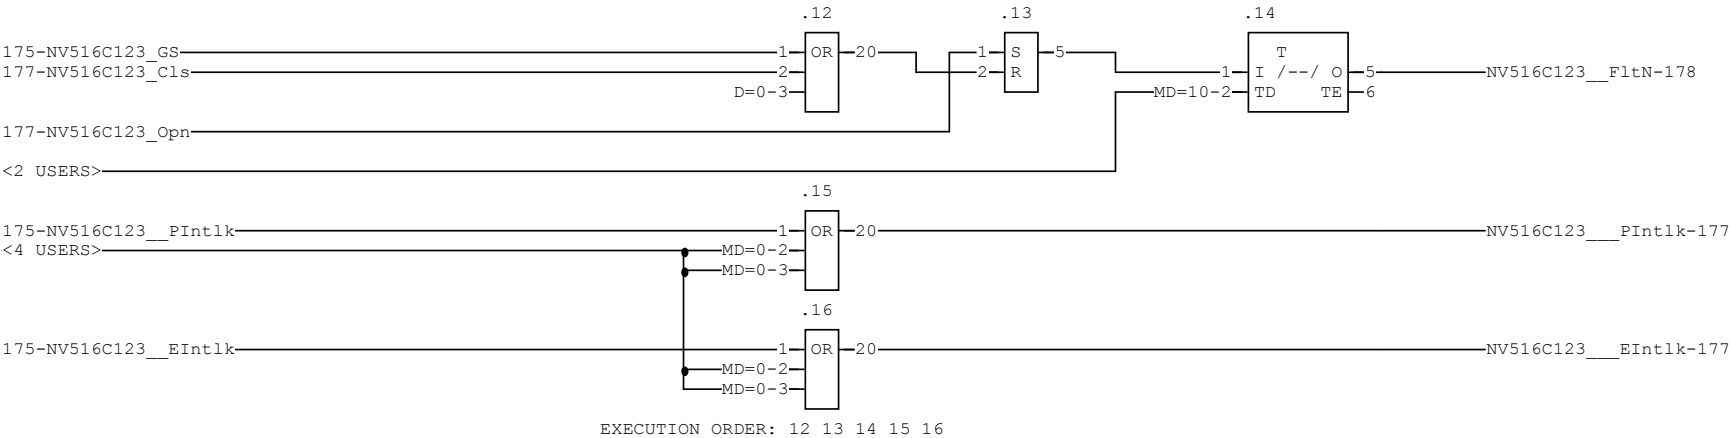 .12 .13 .14
175-NV516C123_GS 1 OR 20 1 S 5 T
177-NV516C123_Cls 2 2 R 1 I /--/ O 5 NV516C123__FltN-178
D=0-3 MD=10-2 TD TE 6
177-NV516C123_Opn
<2 USERS>
.15
175-NV516C123__PIntlk 1 OR 20 NV516C123___PIntlk-177
<4 USERS> MD=0-2
MD=0-3
.16
175-NV516C123__EIntlk 1 OR 20 NV516C123___EIntlk-177
MD=0-2
MD=0-3
EXECUTION ORDER: 12 13 14 15 16